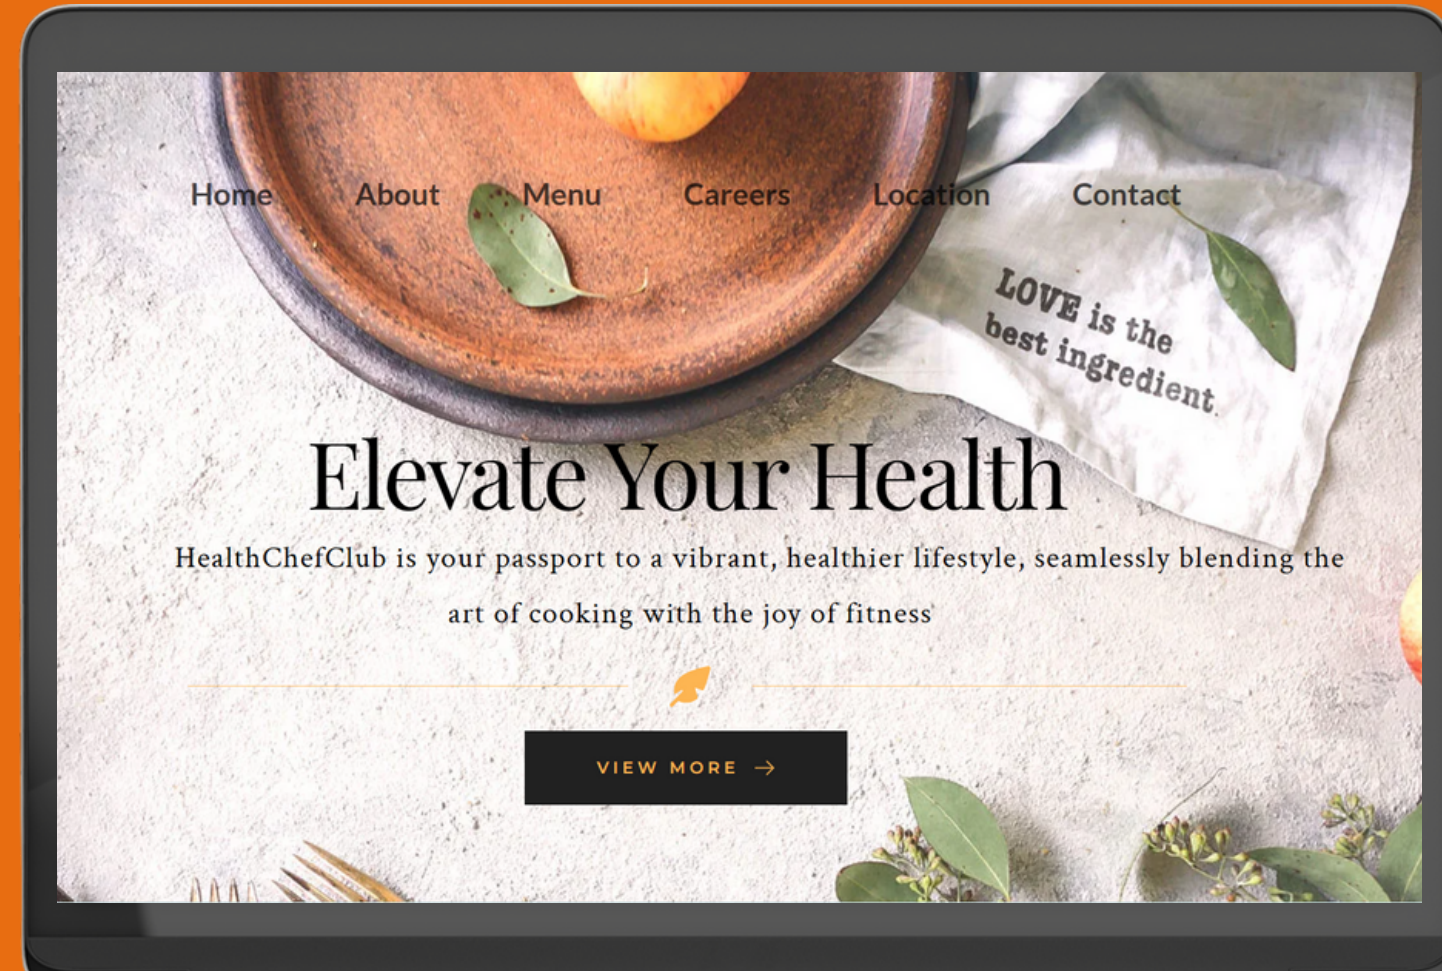 Home About Menu Careers Location Contact
LOVE is the
best ingredient
Elevate Your Health
HealthChefClub is your passport to a vibrant, healthier lifestyle, seamlessly blending the
art of cooking with the joy of fitness
VIEW MORE →